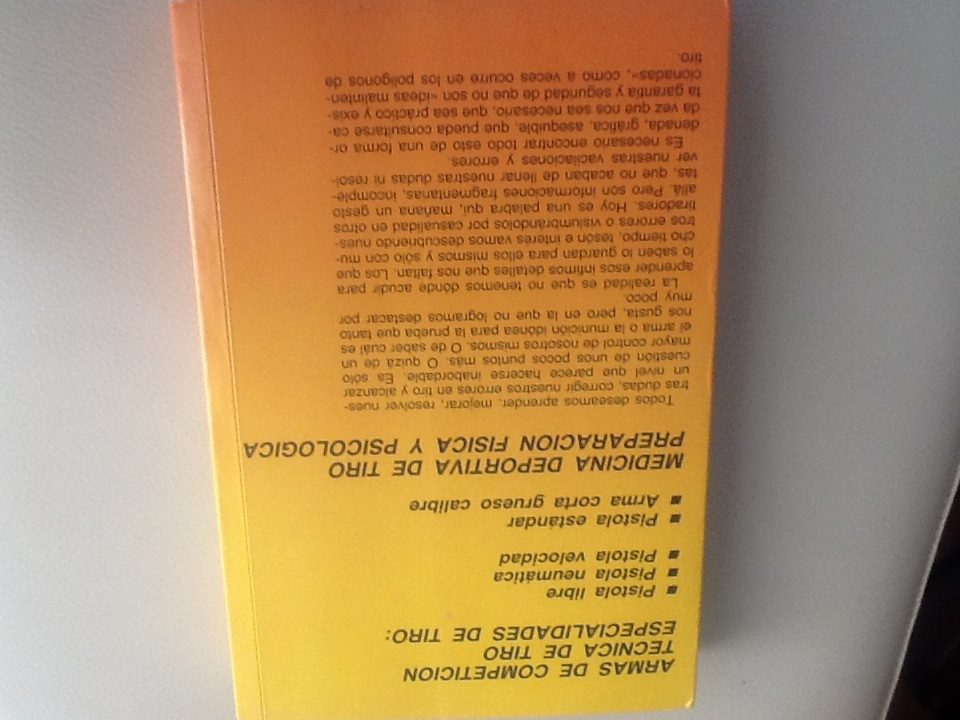 ARMAS DE COMPETICION
TECNICA DE TIRO
ESPECIALIDADES DE TIRO:
■ Pistola libre
■ Pistola neumática
■ Pistola velocidad
■ Pistola estándar
■ Arma corta grueso calibre
MEDICINA DEPORTIVA DE TIRO
PREPARACION FISICA Y PSICOLOGICA
Todos deseamos aprender, mejorar, resolver nues-
tras dudas, corregir nuestros errores en tiro y alcanzar
un nivel que parece hacerse inabordable. Es sólo
cuestión de unos pocos puntos más. O quizá de un
mayor control de nosotros mismos. O de saber cuál es
el arma o la munición idónea para la prueba que tanto
nos gusta, pero en la que no logramos destacar por
muy poco.
La realidad es que no tenemos dónde acudir para
aprender esos ínfimos detalles que nos faltan. Los que
lo saben lo guardan para ellos mismos y sólo con mu-
cho tiempo, tesón e interés vamos descubriendo nues-
tros errores o vislumbrándolos por casualidad en otros
tiradores. Hoy es una palabra quí, mañana un gesto
allá. Pero son informaciones fragmentarias, incomple-
tas, que no acaban de llenar nuestras dudas ni resol-
ver nuestras vacilaciones y errores.
Es necesario encontrar todo esto de una forma or-
denada, gráfica, asequible, que pueda consultarse ca-
da vez que nos sea necesario, que sea práctico y exis-
ta garantía y seguridad de que no son «ideas malinten-
cionadas», como a veces ocurre en los polígonos de
tiro.